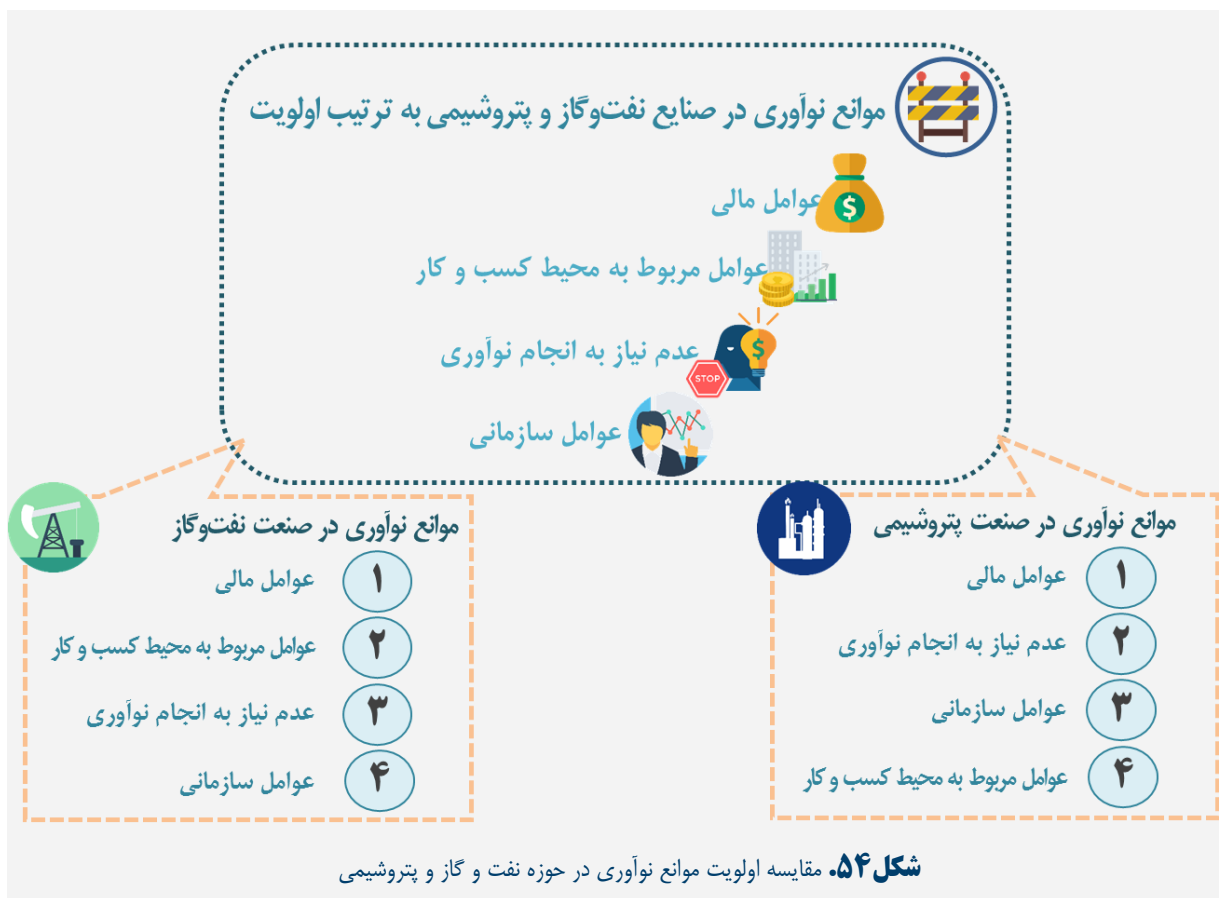 موانع نوآوری در صنایع نفت‌وگاز و پتروشیمی به ترتیب اولویت
عوامل مالی
عوامل مربوط به محیط کسب و کار
عدم نیاز به انجام نوآوری
STOP
عوامل سازمانی
موانع نوآوری در صنعت پتروشیمی
۱ عوامل مالی
۲ عدم نیاز به انجام نوآوری
۳ عوامل سازمانی
۴ عوامل مربوط به محیط کسب و کار
موانع نوآوری در صنعت نفت‌وگاز
۱ عوامل مالی
۲ عوامل مربوط به محیط کسب و کار
۳ عدم نیاز به انجام نوآوری
۴ عوامل سازمانی
شکل۵۴. مقایسه اولویت موانع نوآوری در حوزه نفت و گاز و پتروشیمی